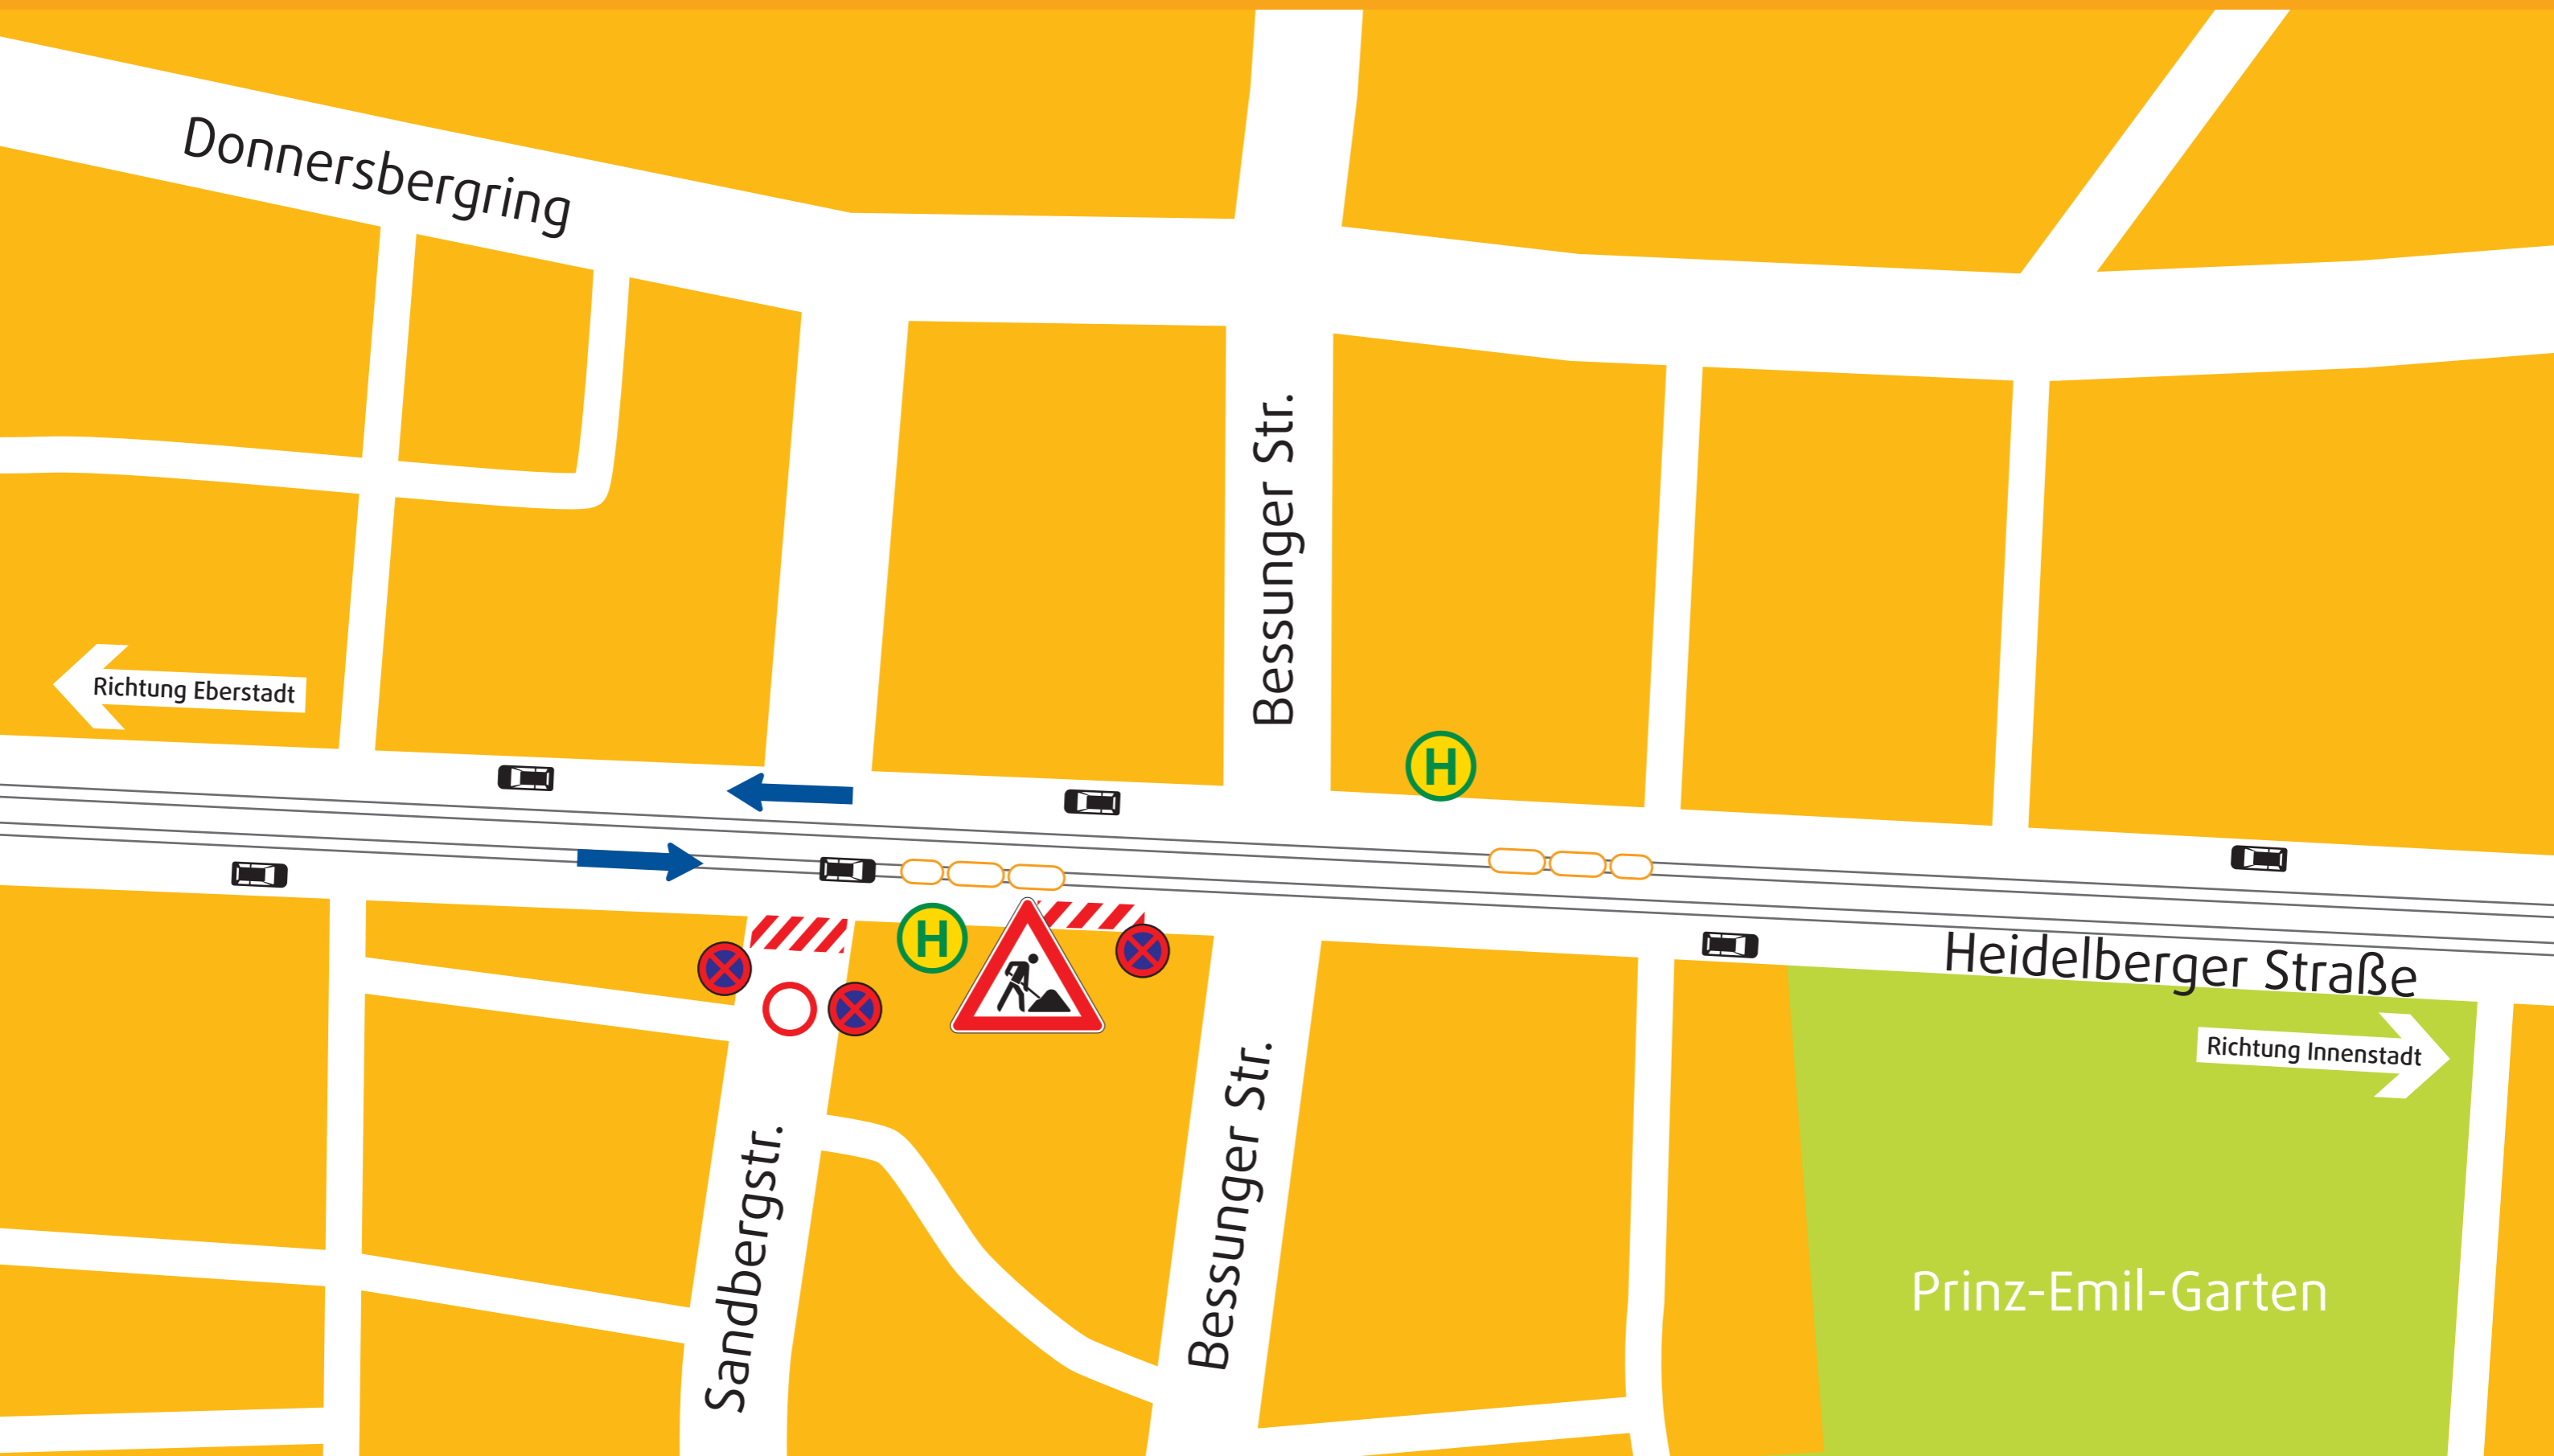 Donnersbergring
Bessunger Str.
Richtung Eberstadt
H
H
Heidelberger Straße
Richtung Innenstadt
Sandbergstr.
Bessunger Str.
Prinz-Emil-Garten